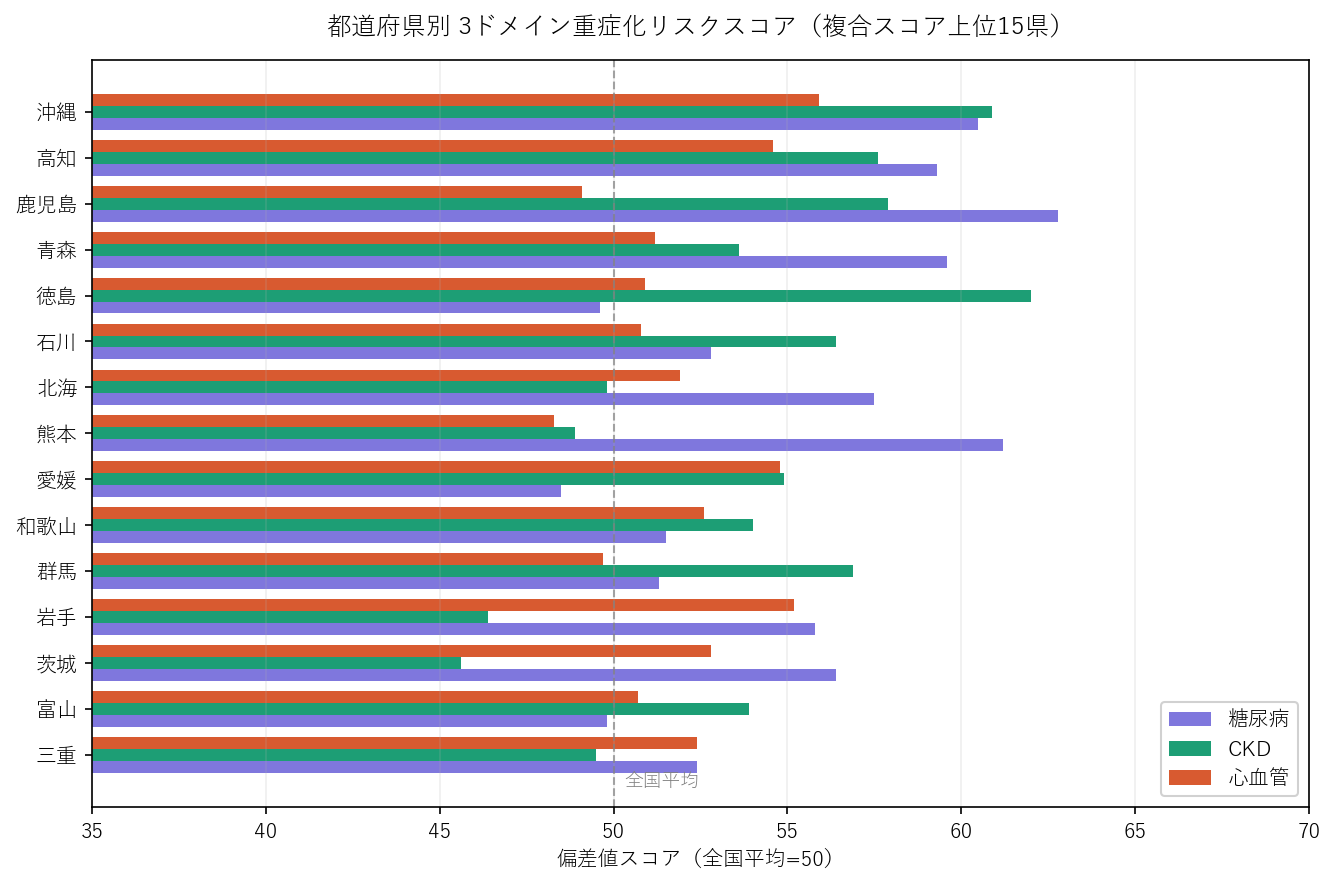 都道府県別 3ドメイン重症化リスクスコア（複合スコア上位15県）
沖縄
高知
鹿児島
青森
徳島
石川
北海
熊本
愛媛
和歌山
群馬
岩手
茨城
富山
三重
全国平均
糖尿病
CKD
心血管
35 40 45 50 55 60 65 70
偏差値スコア（全国平均=50）